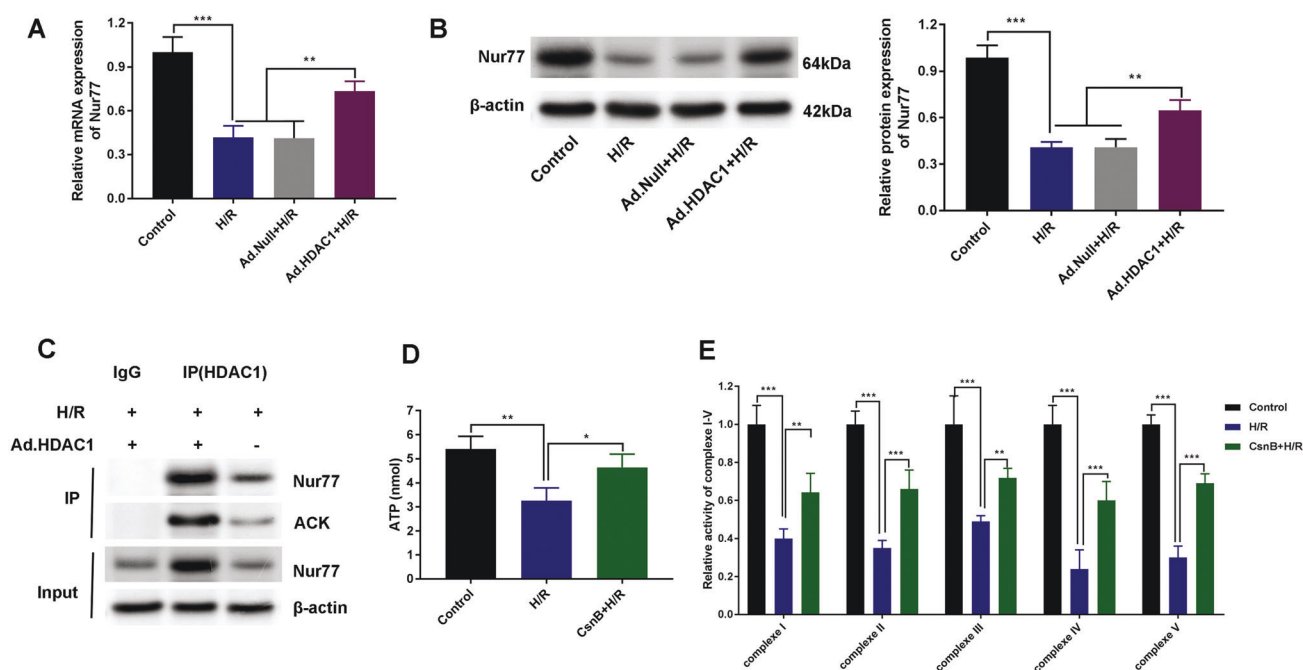 A
Relative mRNA expression
of Nur77
1.2
0.9
0.6
0.3
0.0
***
**
Control
H/R
Ad.Null+H/R
Ad.HDAC1+H/R
B
Nur77
64kDa
β-actin
42kDa
Control
H/R
Ad.Null+H/R
Ad.HDAC1+H/R
Relative protein expression
of Nur77
1.2
0.9
0.6
0.3
0.0
***
**
Control
H/R
Ad.Null+H/R
Ad.HDAC1+H/R
C
IgG IP(HDAC1)
H/R + + +
Ad.HDAC1 + + -
IP
Nur77
ACK
Input
Nur77
β-actin
D
ATP (nmol)
7
6
5
4
3
2
1
0
**
*
Control
H/R
CsnB+H/R
E
Relative activity of complexe I-V
1.2
1.0
0.8
0.6
0.4
0.2
0.0
***
**
***
***
***
**
***
***
***
***
complexe I
complexe II
complexe III
complexe IV
complexe V
Control
H/R
CsnB+H/R